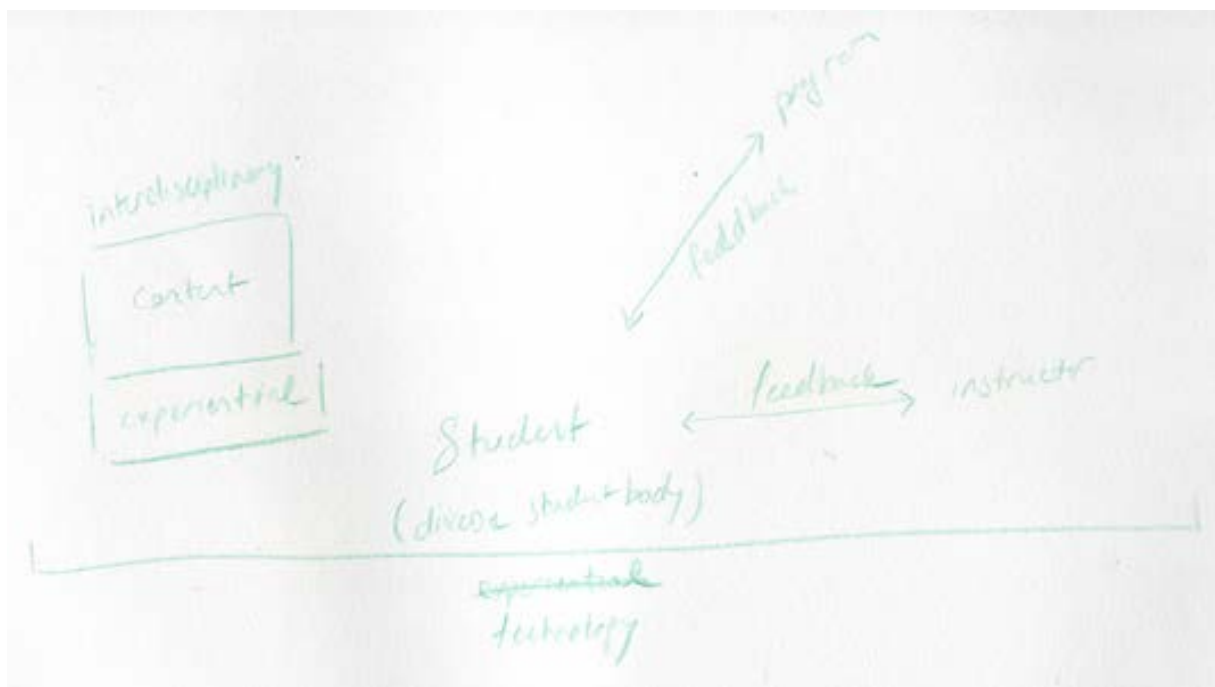 program
feedback
interdisciplinary
content
experiential
feedback
instructor
Student
(diverse student body)
experiential
technology